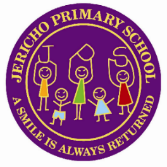 JERICHO PRIMARY SCHOOL
J P S
A SMILE IS ALWAYS RETURNED